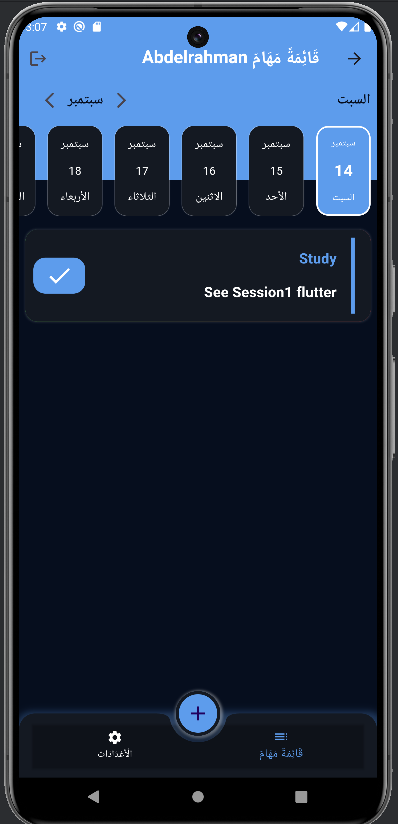 3:07
قَائِمَةُ مَهَامَ Abdelrahman
السبت
سبتمبر
سبتمبر
14
السبت
سبتمبر
15
الأحد
سبتمبر
16
الاثنين
سبتمبر
17
الثلاثاء
سبتمبر
18
الأربعاء
Study
See Session1 flutter
قَائِمَةُ مَهَامَ
الأعدادات